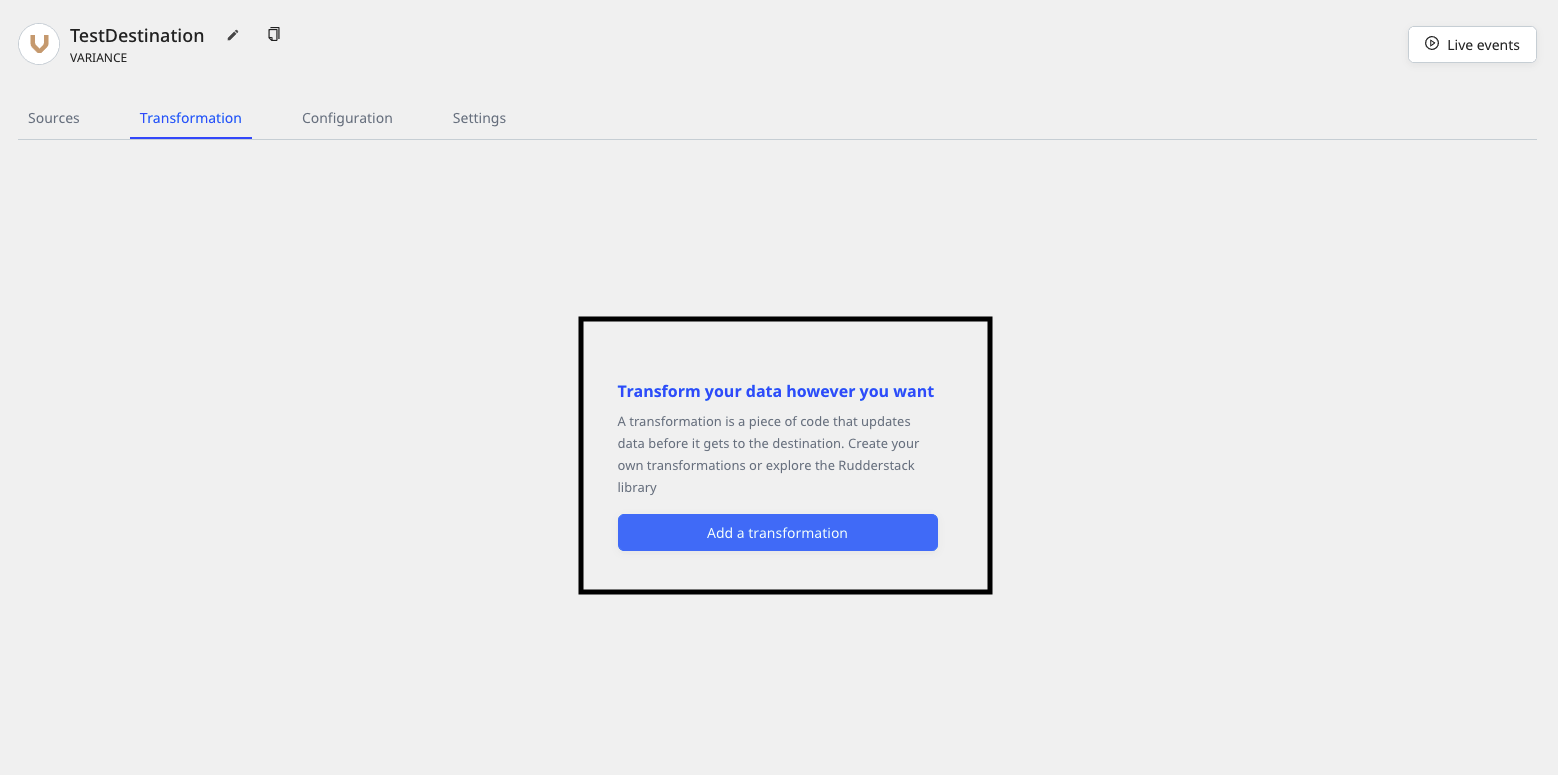 TestDestination
VARIANCE
Live events
Sources
Transformation
Configuration
Settings
Transform your data however you want
A transformation is a piece of code that updates
data before it gets to the destination. Create your
own transformations or explore the Rudderstack
library
Add a transformation